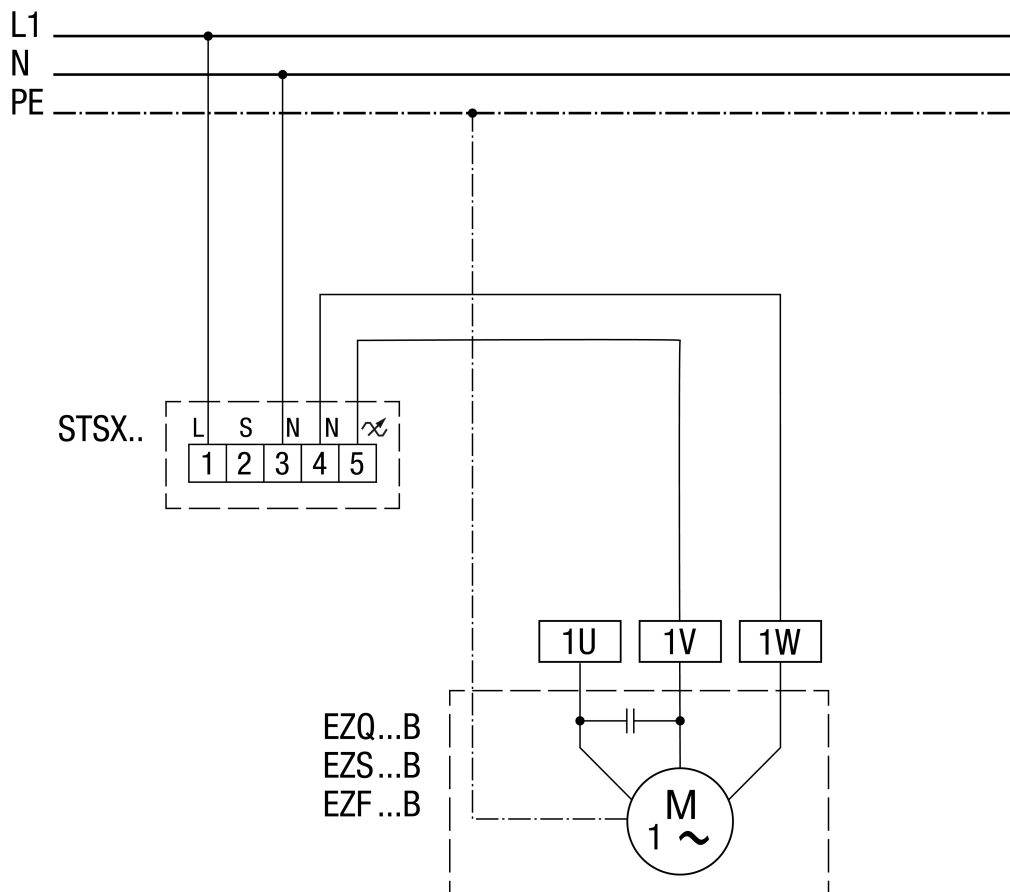 L1
N
PE
STSX..
L S N N
1 2 3 4 5
1U 1V 1W
EZQ...B
EZS...B
EZF...B
M
1 ~